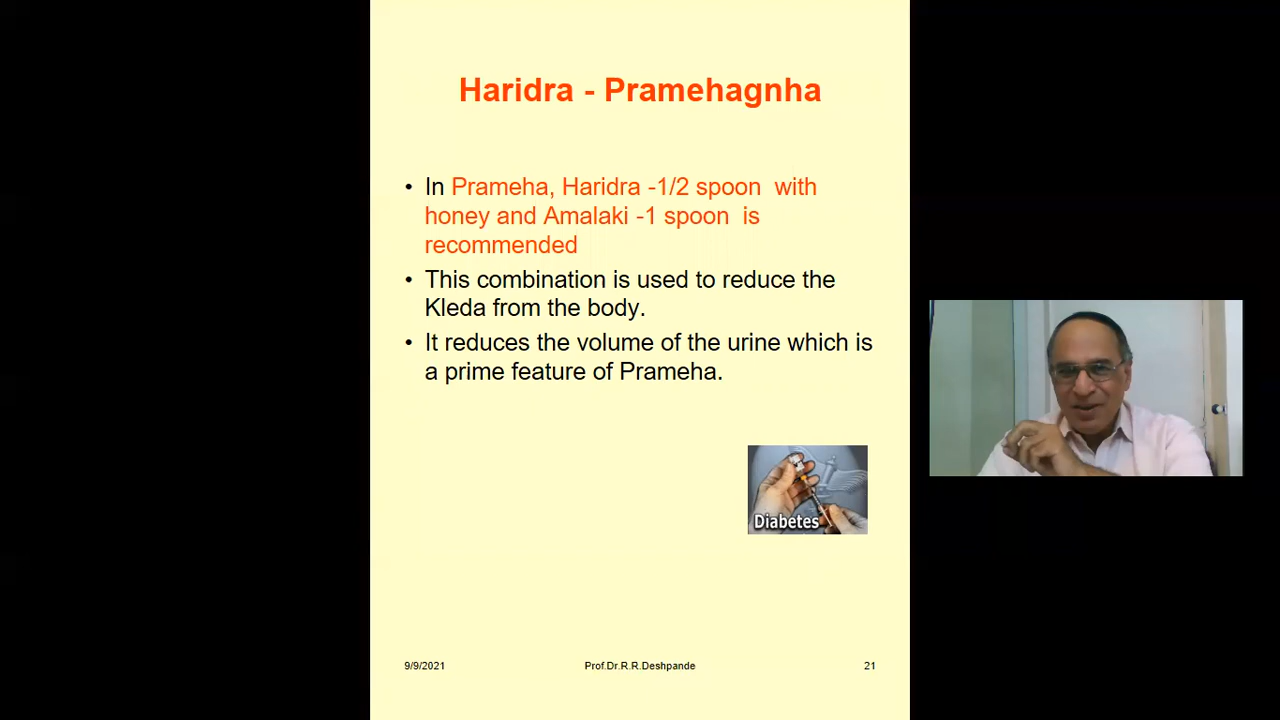 Haridra - Pramehagnha
• In Prameha, Haridra -1/2 spoon with
honey and Amalaki -1 spoon is
recommended
• This combination is used to reduce the
Kleda from the body.
• It reduces the volume of the urine which is
a prime feature of Prameha.
Diabetes
9/9/2021 Prof.Dr.R.R.Deshpande 21